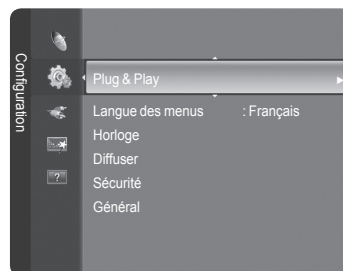 Configuration
Plug & Play
Langue des menus : Français
Horloge
Diffuser
Sécurité
Général
?